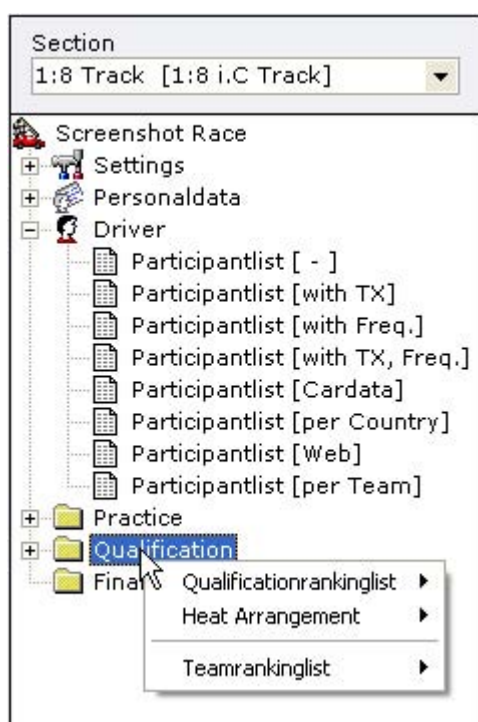 Section
1:8 Track [1:8 i.C Track]
Screenshot Race
Settings
Personaldata
Driver
Participantlist [ - ]
Participantlist [with TX]
Participantlist [with Freq.]
Participantlist [with TX, Freq.]
Participantlist [Cardata]
Participantlist [per Country]
Participantlist [Web]
Participantlist [per Team]
Practice
Qualification
Final
Qualificationrankinglist
Heat Arrangement
Teamrankinglist